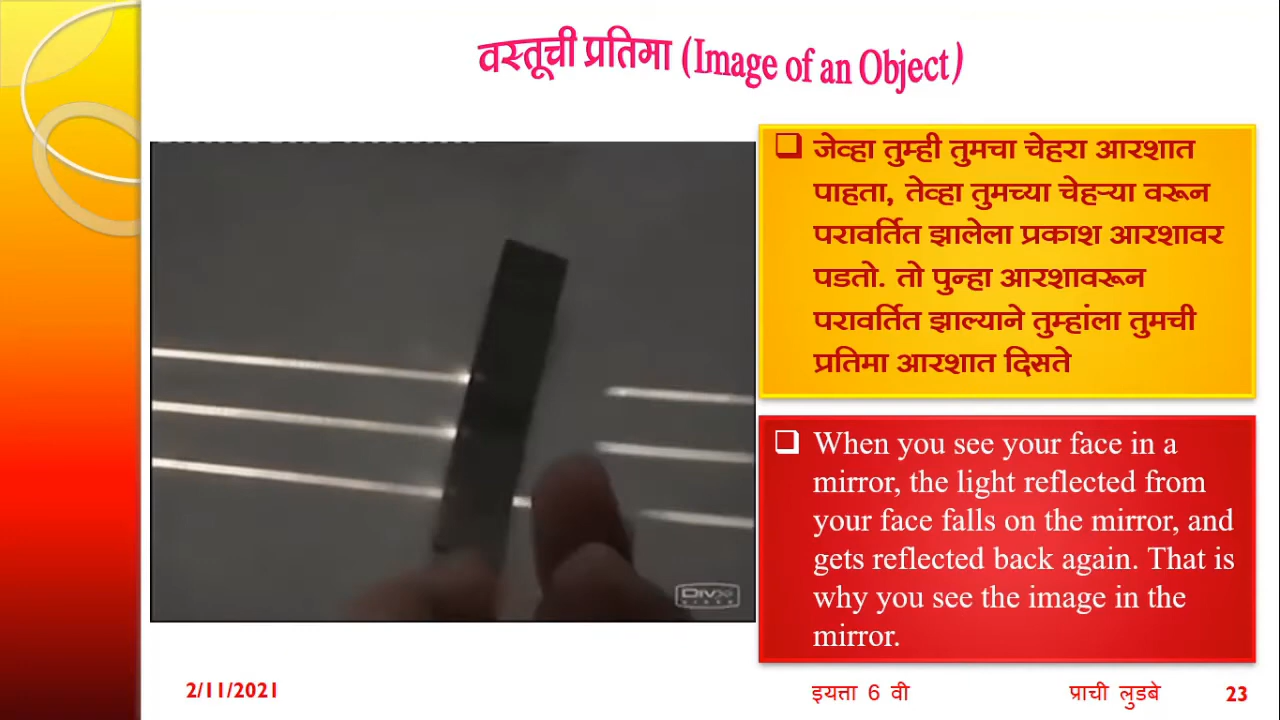 वस्तूची प्रतिमा (Image of an Object)
❑ जेव्हा तुम्ही तुमचा चेहरा आरशात
पाहता, तेव्हा तुमच्या चेहऱ्या वरून
परावर्तित झालेला प्रकाश आरशावर
पडतो. तो पुन्हा आरशावरून
परावर्तित झाल्याने तुम्हांला तुमची
प्रतिमा आरशात दिसते
❑ When you see your face in a
mirror, the light reflected from
your face falls on the mirror, and
gets reflected back again. That is
why you see the image in the
mirror.
DivX
VIDEO
2/11/2021 इयत्ता 6 वी प्राची लुडबे 23